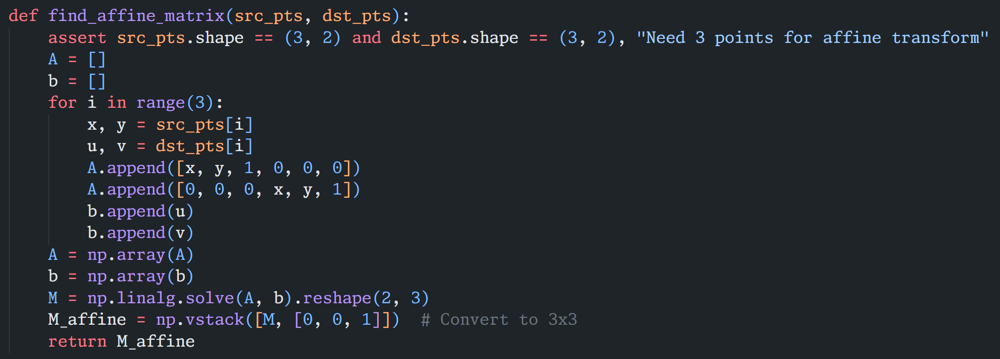 def find_affine_matrix(src_pts, dst_pts):
    assert src_pts.shape == (3, 2) and dst_pts.shape == (3, 2), "Need 3 points for affine transform"
    A = []
    b = []
    for i in range(3):
        x, y = src_pts[i]
        u, v = dst_pts[i]
        A.append([x, y, 1, 0, 0, 0])
        A.append([0, 0, 0, x, y, 1])
        b.append(u)
        b.append(v)
    A = np.array(A)
    b = np.array(b)
    M = np.linalg.solve(A, b).reshape(2, 3)
    M_affine = np.vstack([M, [0, 0, 1]])  # Convert to 3x3
    return M_affine